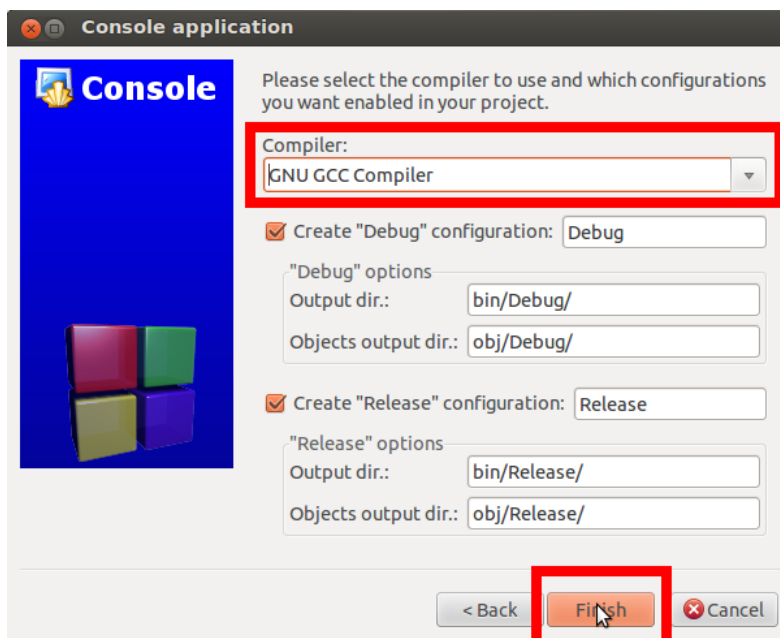 Console application
Console
Please select the compiler to use and which configurations
you want enabled in your project.
Compiler:
GNU GCC Compiler
Create "Debug" configuration: Debug
"Debug" options
Output dir.: bin/Debug/
Objects output dir.: obj/Debug/
Create "Release" configuration: Release
"Release" options
Output dir.: bin/Release/
Objects output dir.: obj/Release/
< Back Finish Cancel